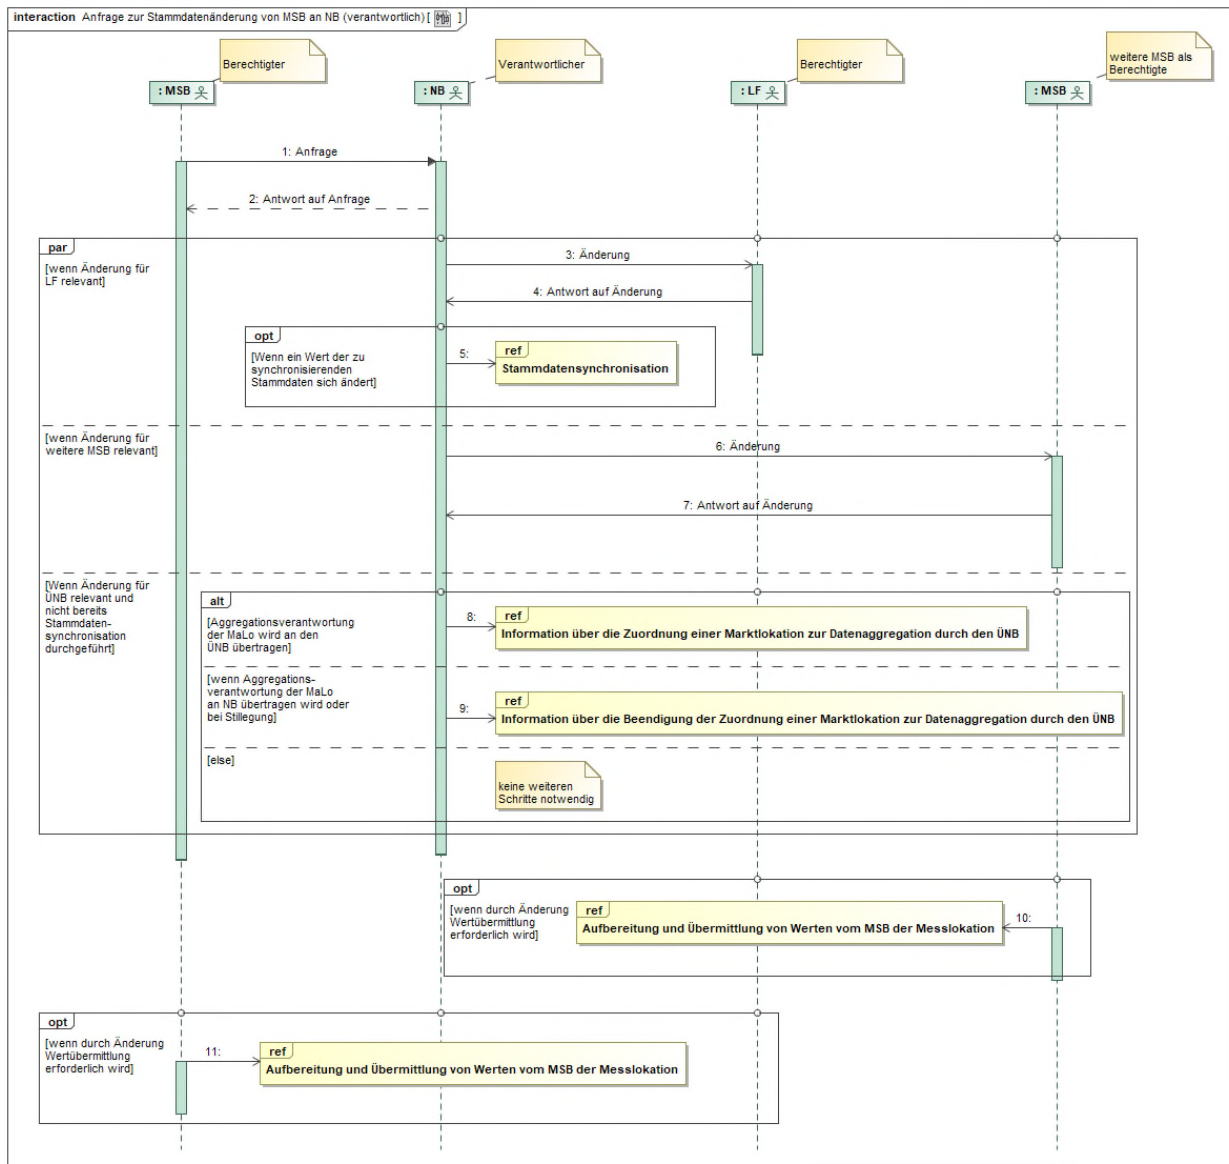 interaction Anfrage zur Stammdatenänderung von MSB an NB (verantwortlich) [ ]
Berechtigter
Verantwortlicher
Berechtigter
weitere MSB als
Berechtigte
: MSB
: NB
: LF
: MSB
1: Anfrage
2: Antwort auf Anfrage
par
[wenn Änderung für
LF relevant]
3: Änderung
4: Antwort auf Änderung
opt
[Wenn ein Wert der zu
synchronisierenden
Stammdaten sich ändert]
5:
ref
Stammdatensynchronisation
[wenn Änderung für
weitere MSB relevant]
6: Änderung
7: Antwort auf Änderung
[Wenn Änderung für
ÜNB relevant und
nicht bereits
Stammdaten-
synchronisation
durchgeführt]
alt
[Aggregationsverantwortung
der MaLo wird an den
ÜNB übertragen]
8:
ref
Information über die Zuordnung einer Marktlokation zur Datenaggregation durch den ÜNB
[wenn Aggregations-
verantwortung der MaLo
an NB übertragen wird oder
bei Stillegung]
9:
ref
Information über die Beendigung der Zuordnung einer Marktlokation zur Datenaggregation durch den ÜNB
[else]
keine weiteren
Schritte notwendig
opt
[wenn durch Änderung
Wertübermittlung
erforderlich wird]
ref
Aufbereitung und Übermittlung von Werten vom MSB der Messlokation
10:
opt
[wenn durch Änderung
Wertübermittlung
erforderlich wird]
11:
ref
Aufbereitung und Übermittlung von Werten vom MSB der Messlokation